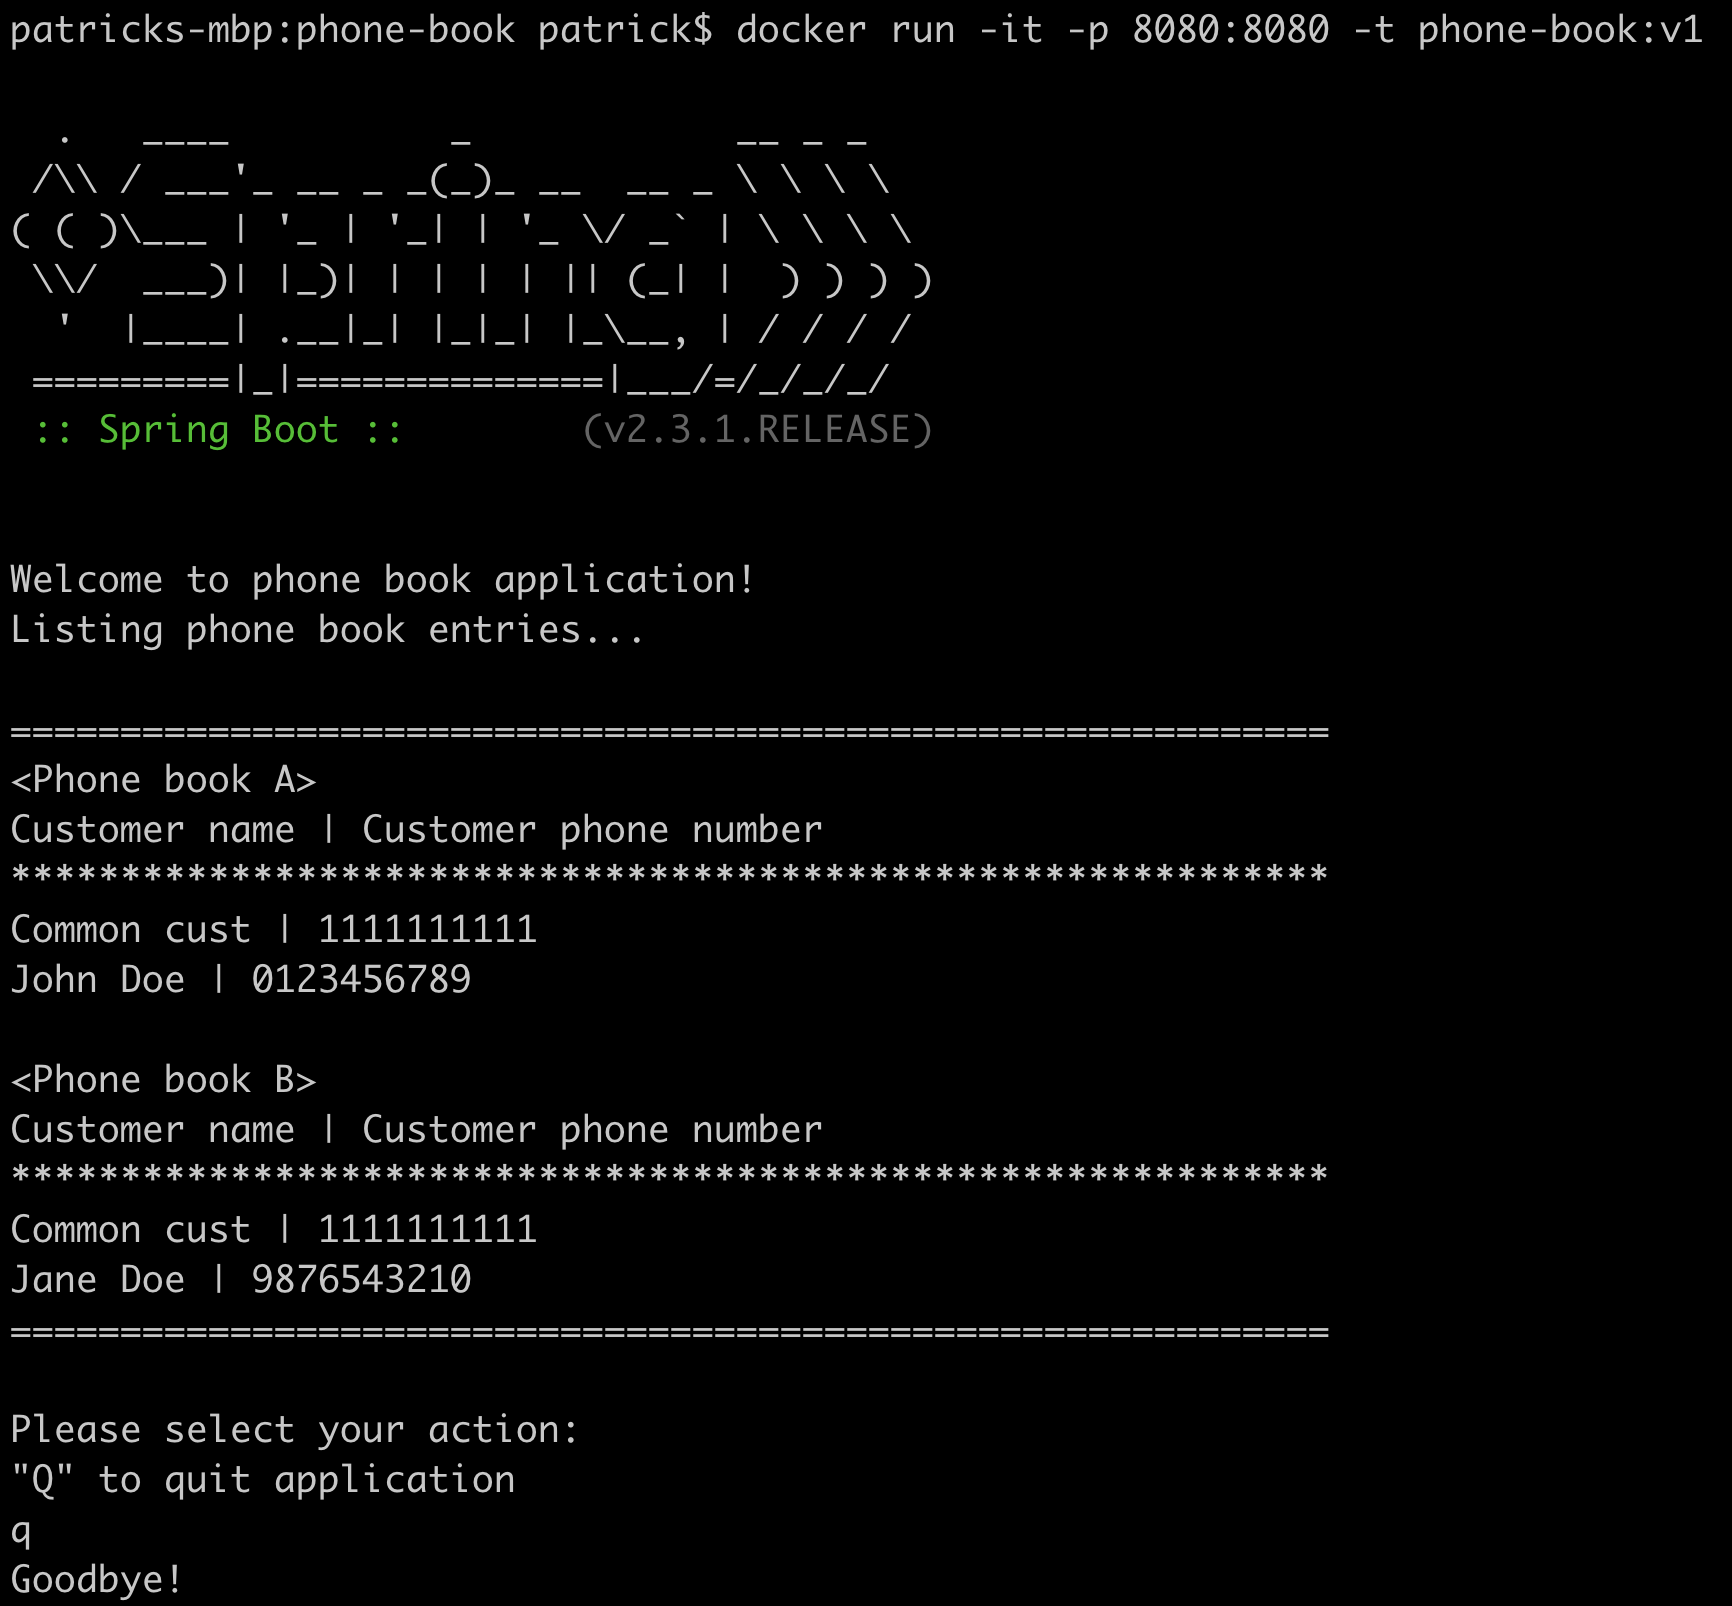 patricks-mbp:phone-book patrick$ docker run -it -p 8080:8080 -t phone-book:v1

  .   ____          _            __ _ _
 /\\ / ___'_ __ _ _(_)_ __  __ _ \ \ \ \
( ( )\___ | '_ | '_| | '_ \/ _` | \ \ \ \
 \\/  ___)| |_)| | | | | || (_| |  ) ) ) )
  '  |____| .__|_| |_|_| |_\__, | / / / /
 =========|_|==============|___/=/_/_/_/
 :: Spring Boot ::        (v2.3.1.RELEASE)

Welcome to phone book application!
Listing phone book entries...

============================================================
<Phone book A>
Customer name | Customer phone number
************************************************************
Common cust | 1111111111
John Doe | 0123456789

<Phone book B>
Customer name | Customer phone number
************************************************************
Common cust | 1111111111
Jane Doe | 9876543210
============================================================

Please select your action:
"Q" to quit application
q
Goodbye!